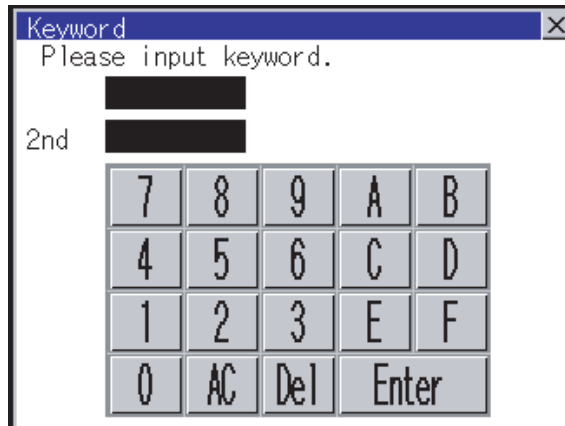 Keyword
Please input keyword.
2nd
7 8 9 A B
4 5 6 C D
1 2 3 E F
0 AC Del Enter